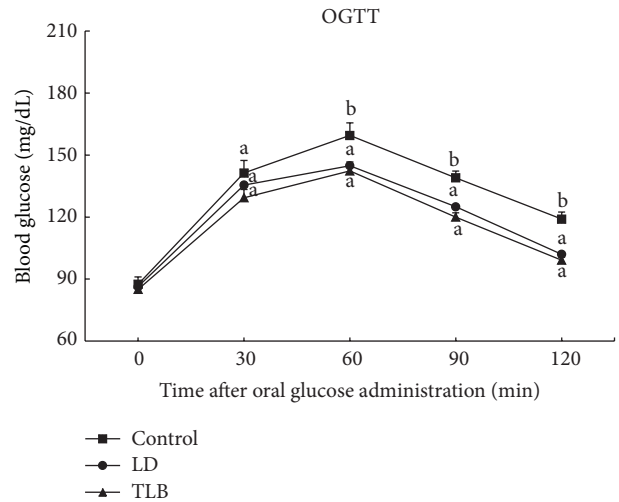 OGTT
210
180
150
120
90
60
Blood glucose (mg/dL)
a
a
a
b
a
a
b
a
a
b
a
a
0 30 60 90 120
Time after oral glucose administration (min)
Control
LD
TLB